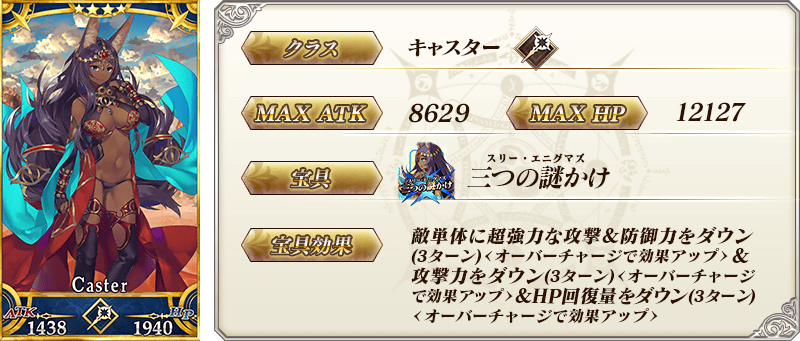 Caster
ATK
1438
HP
1940
クラス
キャスター
MAX ATK
8629
MAX HP
12127
宝具
三つの謎かけ
スリー・エニグマズ
三つの謎かけ
宝具効果
敵単体に超強力な攻撃&防御力をダウン
(3ターン)<オーバーチャージで効果アップ>&
攻撃力をダウン(3ターン)<オーバーチャージ
で効果アップ>&HP回復量をダウン(3ターン)
<オーバーチャージで効果アップ>